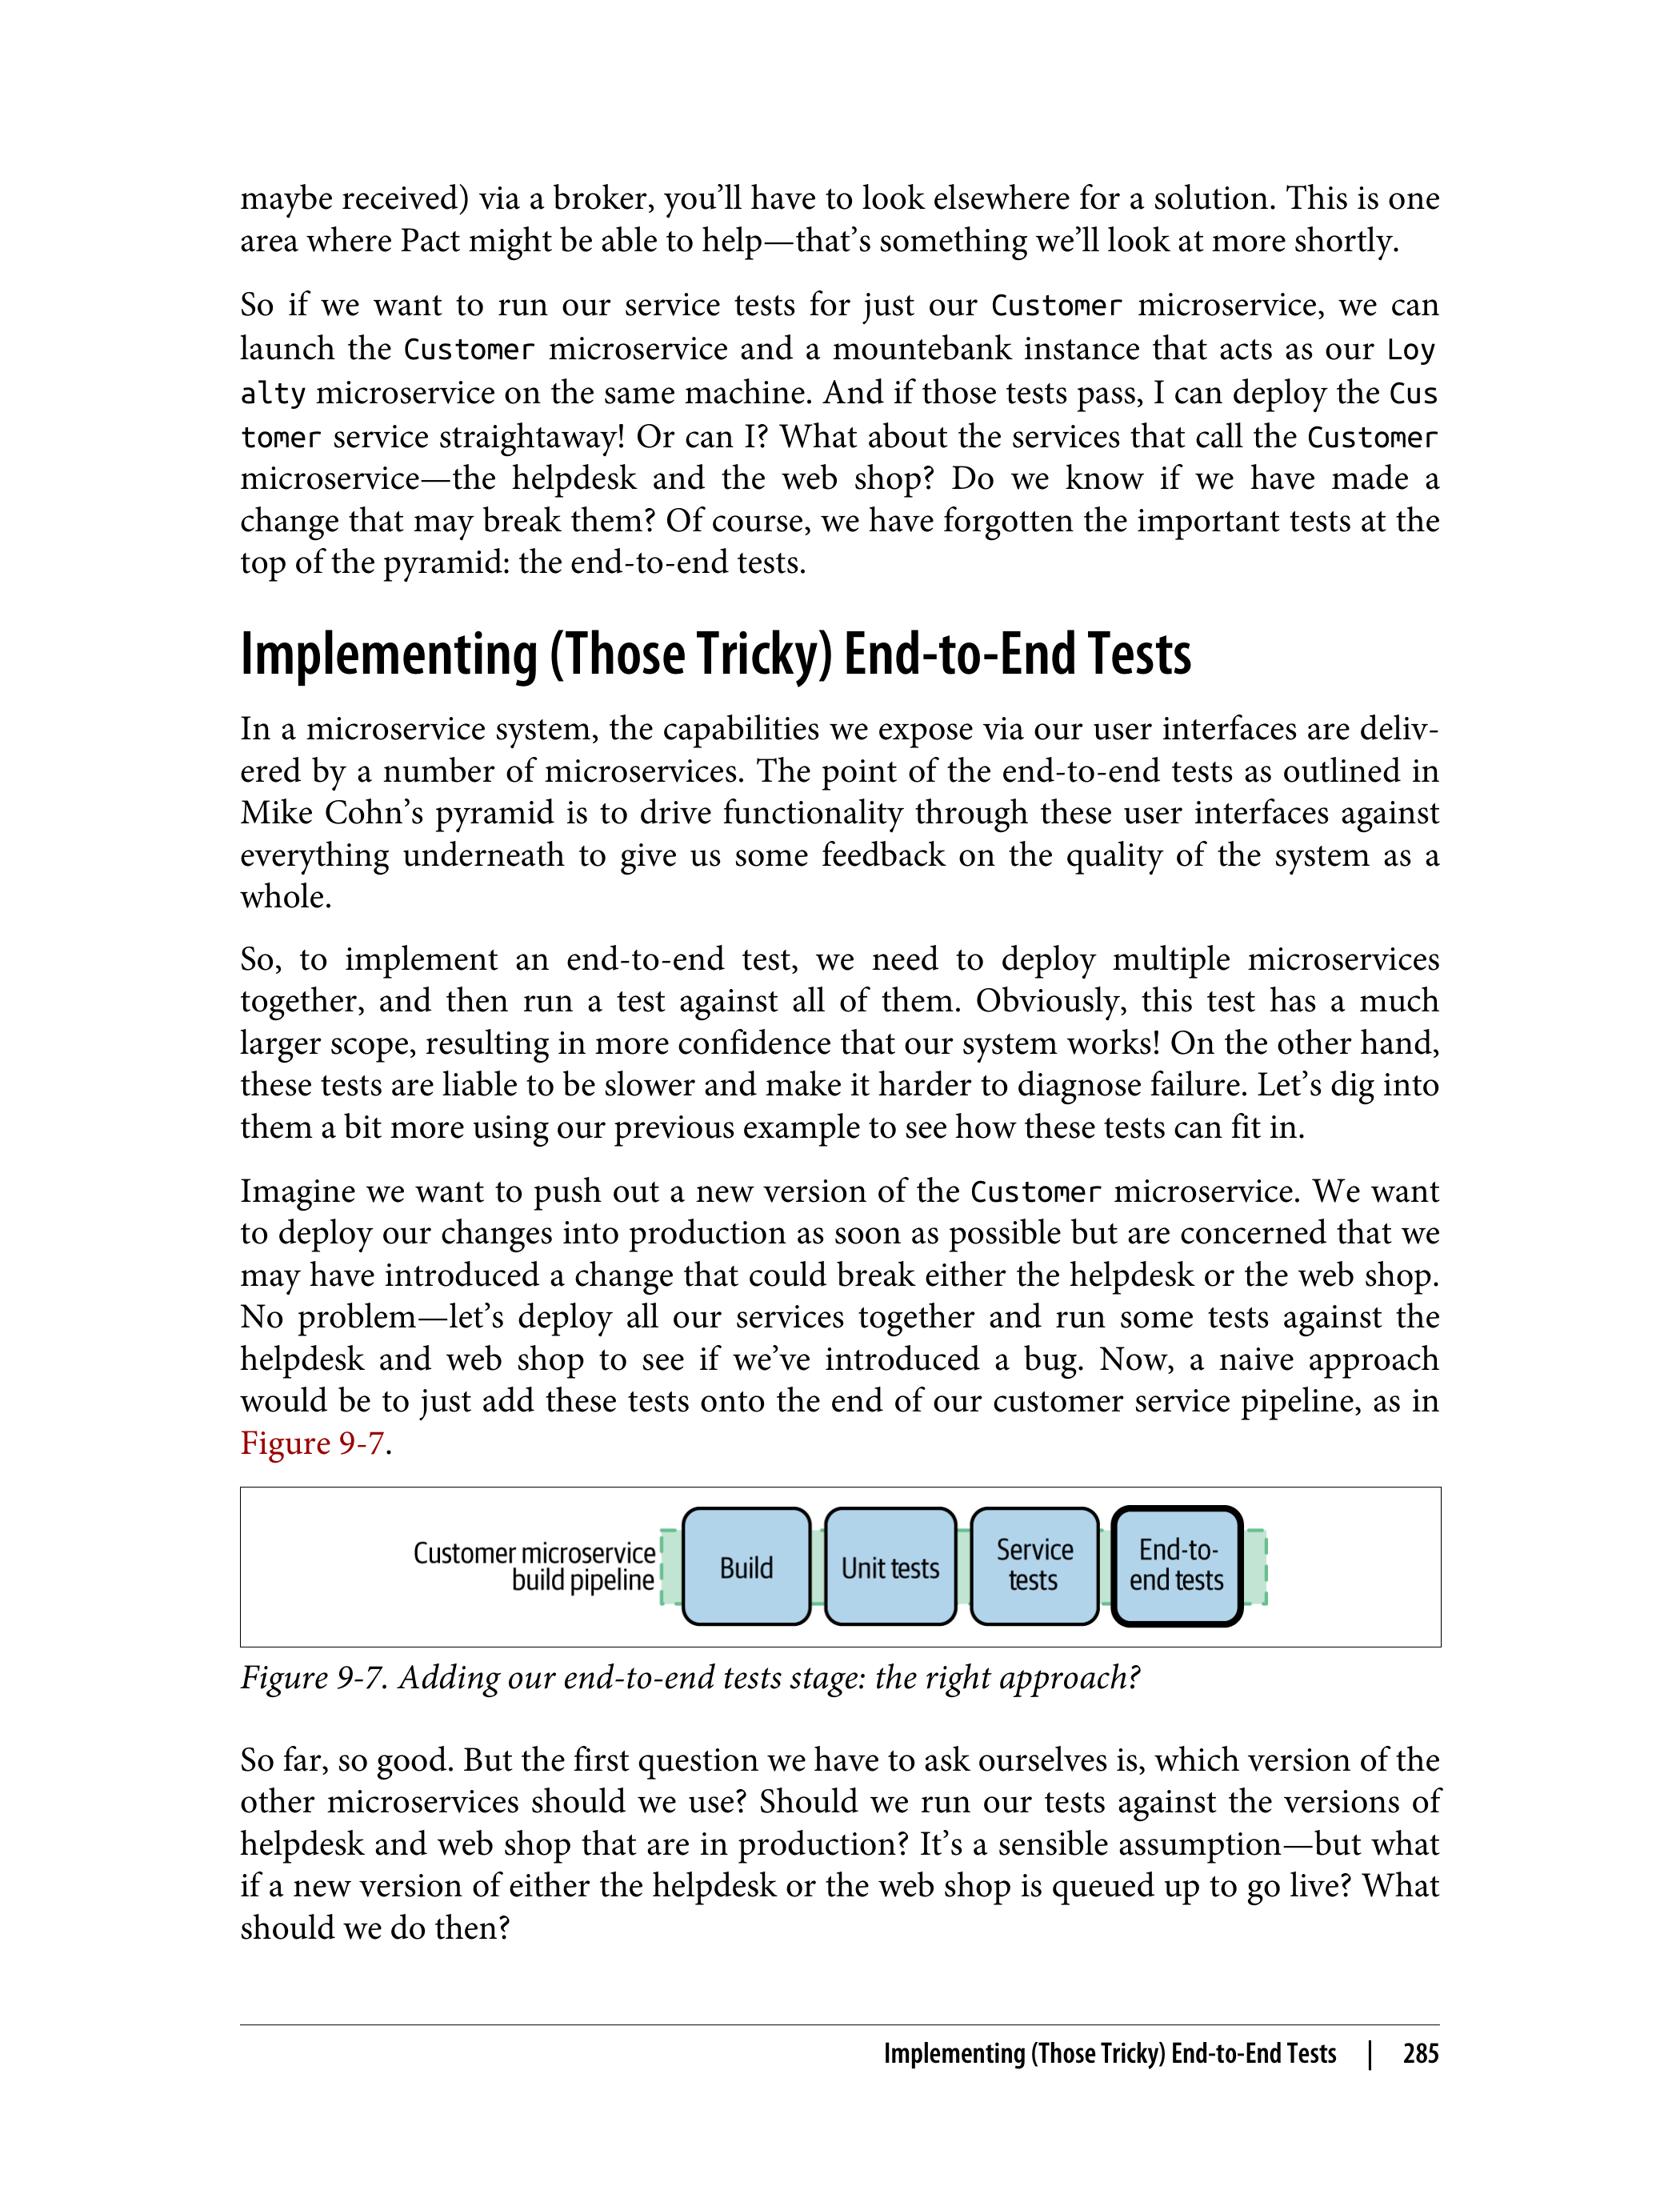 maybe received) via a broker, you’ll have to look elsewhere for a solution. This is one
area where Pact might be able to help—that’s something we’ll look at more shortly.
So if we want to run our service tests for just our Customer microservice, we can
launch the Customer microservice and a mountebank instance that acts as our Loy
alty microservice on the same machine. And if those tests pass, I can deploy the Cus
tomer service straightaway! Or can I? What about the services that call the Customer
microservice—the helpdesk and the web shop? Do we know if we have made a
change that may break them? Of course, we have forgotten the important tests at the
top of the pyramid: the end-to-end tests.
Implementing (Those Tricky) End-to-End Tests
In a microservice system, the capabilities we expose via our user interfaces are deliv-
ered by a number of microservices. The point of the end-to-end tests as outlined in
Mike Cohn’s pyramid is to drive functionality through these user interfaces against
everything underneath to give us some feedback on the quality of the system as a
whole.
So, to implement an end-to-end test, we need to deploy multiple microservices
together, and then run a test against all of them. Obviously, this test has a much
larger scope, resulting in more confidence that our system works! On the other hand,
these tests are liable to be slower and make it harder to diagnose failure. Let’s dig into
them a bit more using our previous example to see how these tests can fit in.
Imagine we want to push out a new version of the Customer microservice. We want
to deploy our changes into production as soon as possible but are concerned that we
may have introduced a change that could break either the helpdesk or the web shop.
No problem—let’s deploy all our services together and run some tests against the
helpdesk and web shop to see if we’ve introduced a bug. Now, a naive approach
would be to just add these tests onto the end of our customer service pipeline, as in
Figure 9-7.
Customer microservice
build pipeline
Build
Unit tests
Service
tests
End-to-
end tests
Figure 9-7. Adding our end-to-end tests stage: the right approach?
So far, so good. But the first question we have to ask ourselves is, which version of the
other microservices should we use? Should we run our tests against the versions of
helpdesk and web shop that are in production? It’s a sensible assumption—but what
if a new version of either the helpdesk or the web shop is queued up to go live? What
should we do then?
Implementing (Those Tricky) End-to-End Tests | 285